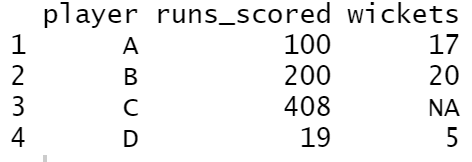 player runs_scored wickets
1 A 100 17
2 B 200 20
3 C 408 NA
4 D 19 5